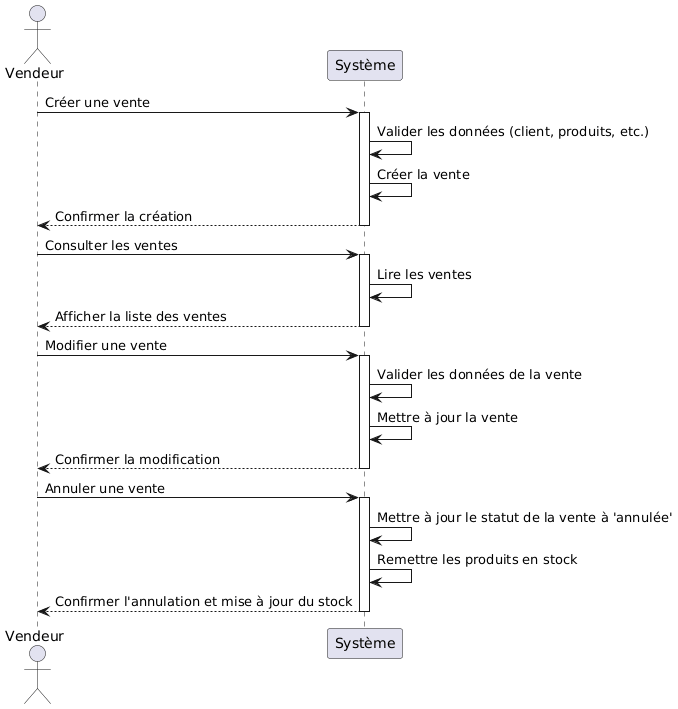 Vendeur
Système
Créer une vente
Valider les données (client, produits, etc.)
Créer la vente
Confirmer la création
Consulter les ventes
Lire les ventes
Afficher la liste des ventes
Modifier une vente
Valider les données de la vente
Mettre à jour la vente
Confirmer la modification
Annuler une vente
Mettre à jour le statut de la vente à 'annulée'
Remettre les produits en stock
Confirmer l'annulation et mise à jour du stock
Vendeur
Système